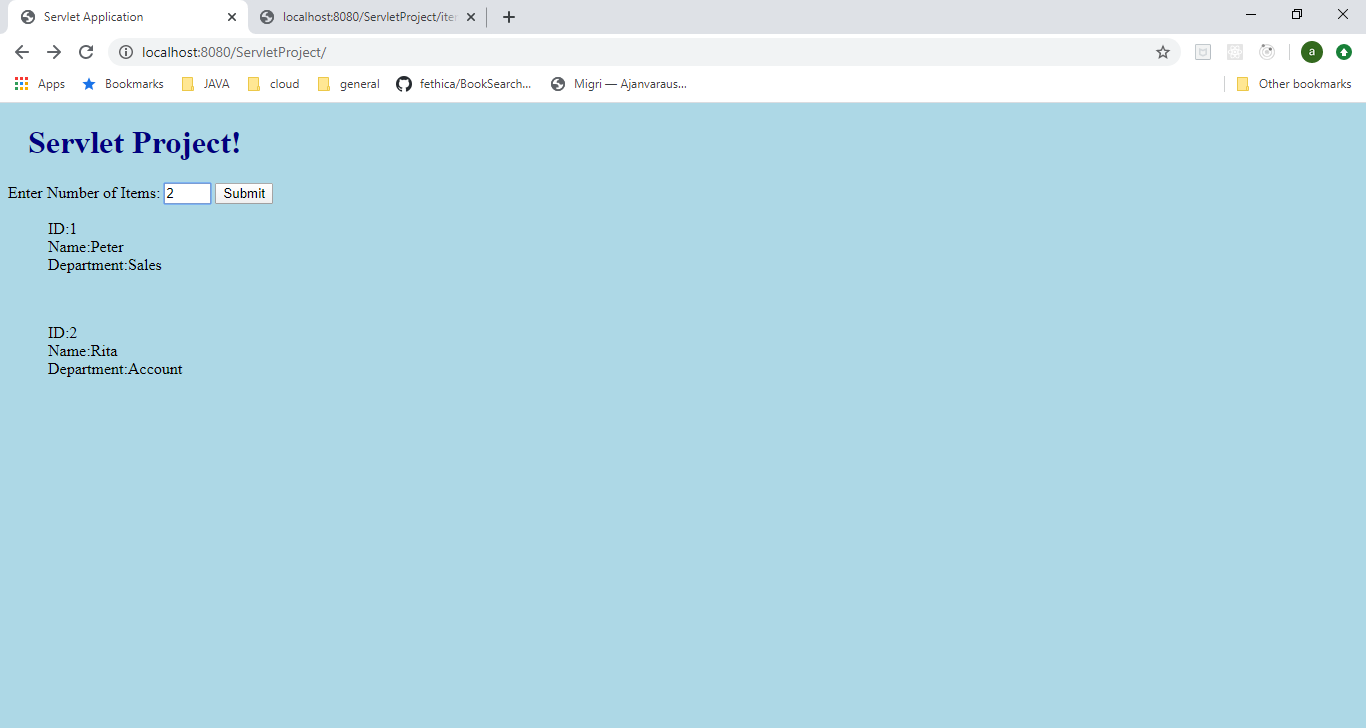 Servlet Application
localhost:8080/ServletProject/iter
localhost:8080/ServletProject/
a
Apps
Bookmarks
JAVA
cloud
general
fethica/BookSearch...
Migri — Ajanvaraus...
Other bookmarks
Servlet Project!
Enter Number of Items: 2 Submit
ID:1
Name:Peter
Department:Sales
ID:2
Name:Rita
Department:Account